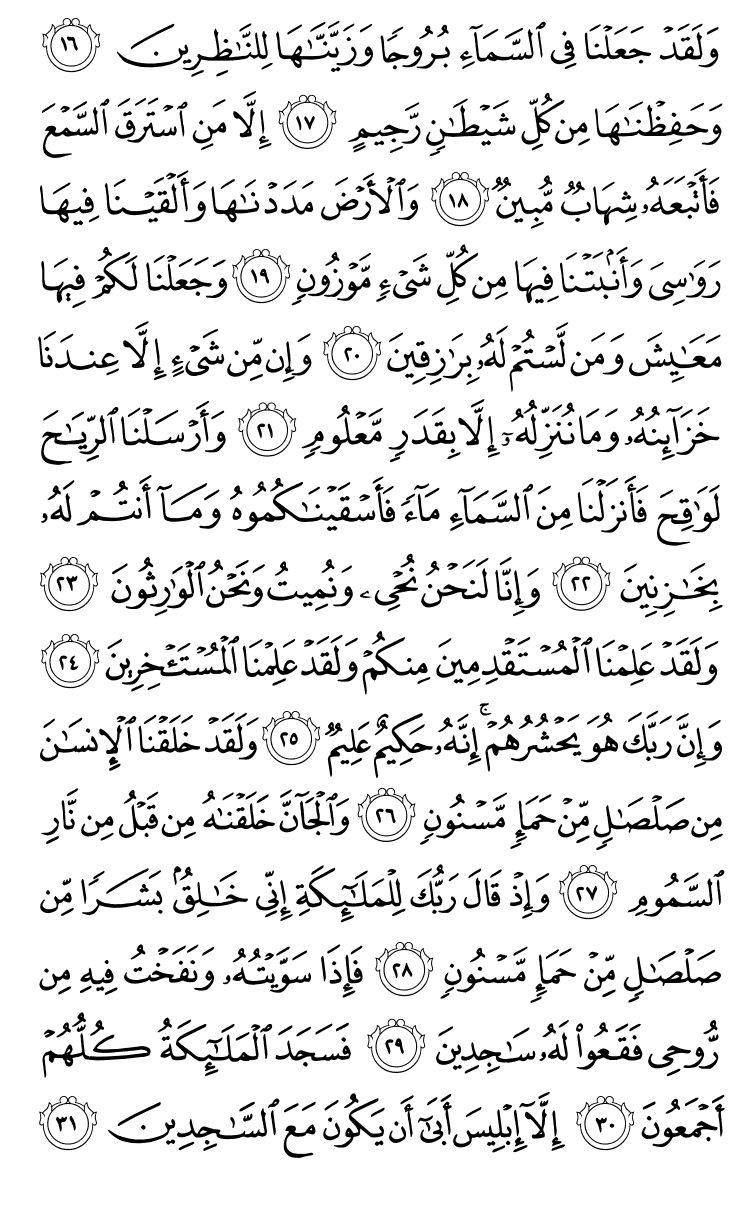 وَلَقَدْ جَعَلْنَا فِي ٱلسَّمَآءِ بُرُوجًا وَزَيَّنَّـٰهَا لِلنَّـٰظِرِينَ ١٦
وَحَفِظْنَـٰهَا مِن كُلِّ شَيْطَـٰنٍ رَّجِيمٍ ١٧ إِلَّا مَنِ ٱسْتَرَقَ ٱلسَّمْعَ
فَأَتْبَعَهُۥ شِهَابٌ مُّبِينٌ ١٨ وَٱلْأَرْضَ مَدَدْنَـٰهَا وَأَلْقَيْنَا فِيهَا
رَوَٰسِىَ وَأَنۢبَتْنَا فِيهَا مِن كُلِّ شَىْءٍ مَّوْزُونٍ ١٩ وَجَعَلْنَا لَكُمْ فِيهَا
مَعَـٰيِشَ وَمَن لَّسْتُمْ لَهُۥ بِرَٰزِقِينَ ٢٠ وَإِن مِّن شَىْءٍ إِلَّا عِندَنَا
خَزَآئِنُهُۥ وَمَا نُنَزِّلُهُۥٓ إِلَّا بِقَدَرٍ مَّعْلُومٍ ٢١ وَأَرْسَلْنَا ٱلرِّيَـٰحَ
لَوَٰقِحَ فَأَنزَلْنَا مِنَ ٱلسَّمَآءِ مَآءً فَأَسْقَيْنَـٰكُمُوهُ وَمَآ أَنتُمْ لَهُۥ
بِخَـٰزِنِينَ ٢٢ وَإِنَّا لَنَحْنُ نُحْىِۦ وَنُمِيتُ وَنَحْنُ ٱلْوَٰرِثُونَ ٢٣
وَلَقَدْ عَلِمْنَا ٱلْمُسْتَقْدِمِينَ مِنكُمْ وَلَقَدْ عَلِمْنَا ٱلْمُسْتَـْٔخِرِينَ ٢٤
وَإِنَّ رَبَّكَ هُوَ يَحْشُرُهُمْ ۚ إِنَّهُۥ حَكِيمٌ عَلِيمٌ ٢٥ وَلَقَدْ خَلَقْنَا ٱلْإِنسَـٰنَ
مِن صَلْصَـٰلٍ مِّنْ حَمَإٍ مَّسْنُونٍ ٢٦ وَٱلْجَآنَّ خَلَقْنَـٰهُ مِن قَبْلُ مِن نَّارِ
ٱلسَّمُومِ ٢٧ وَإِذْ قَالَ رَبُّكَ لِلْمَلَـٰٓئِكَةِ إِنِّى خَـٰلِقٌۢ بَشَرًا مِّن
صَلْصَـٰلٍ مِّنْ حَمَإٍ مَّسْنُونٍ ٢٨ فَإِذَا سَوَّيْتُهُۥ وَنَفَخْتُ فِيهِ مِن
رُّوحِى فَقَعُوا۟ لَهُۥ سَـٰجِدِينَ ٢٩ فَسَجَدَ ٱلْمَلَـٰٓئِكَةُ كُلُّهُمْ
أَجْمَعُونَ ٣٠ إِلَّآ إِبْلِيسَ أَبَىٰٓ أَن يَكُونَ مَعَ ٱلسَّـٰجِدِينَ ٣١